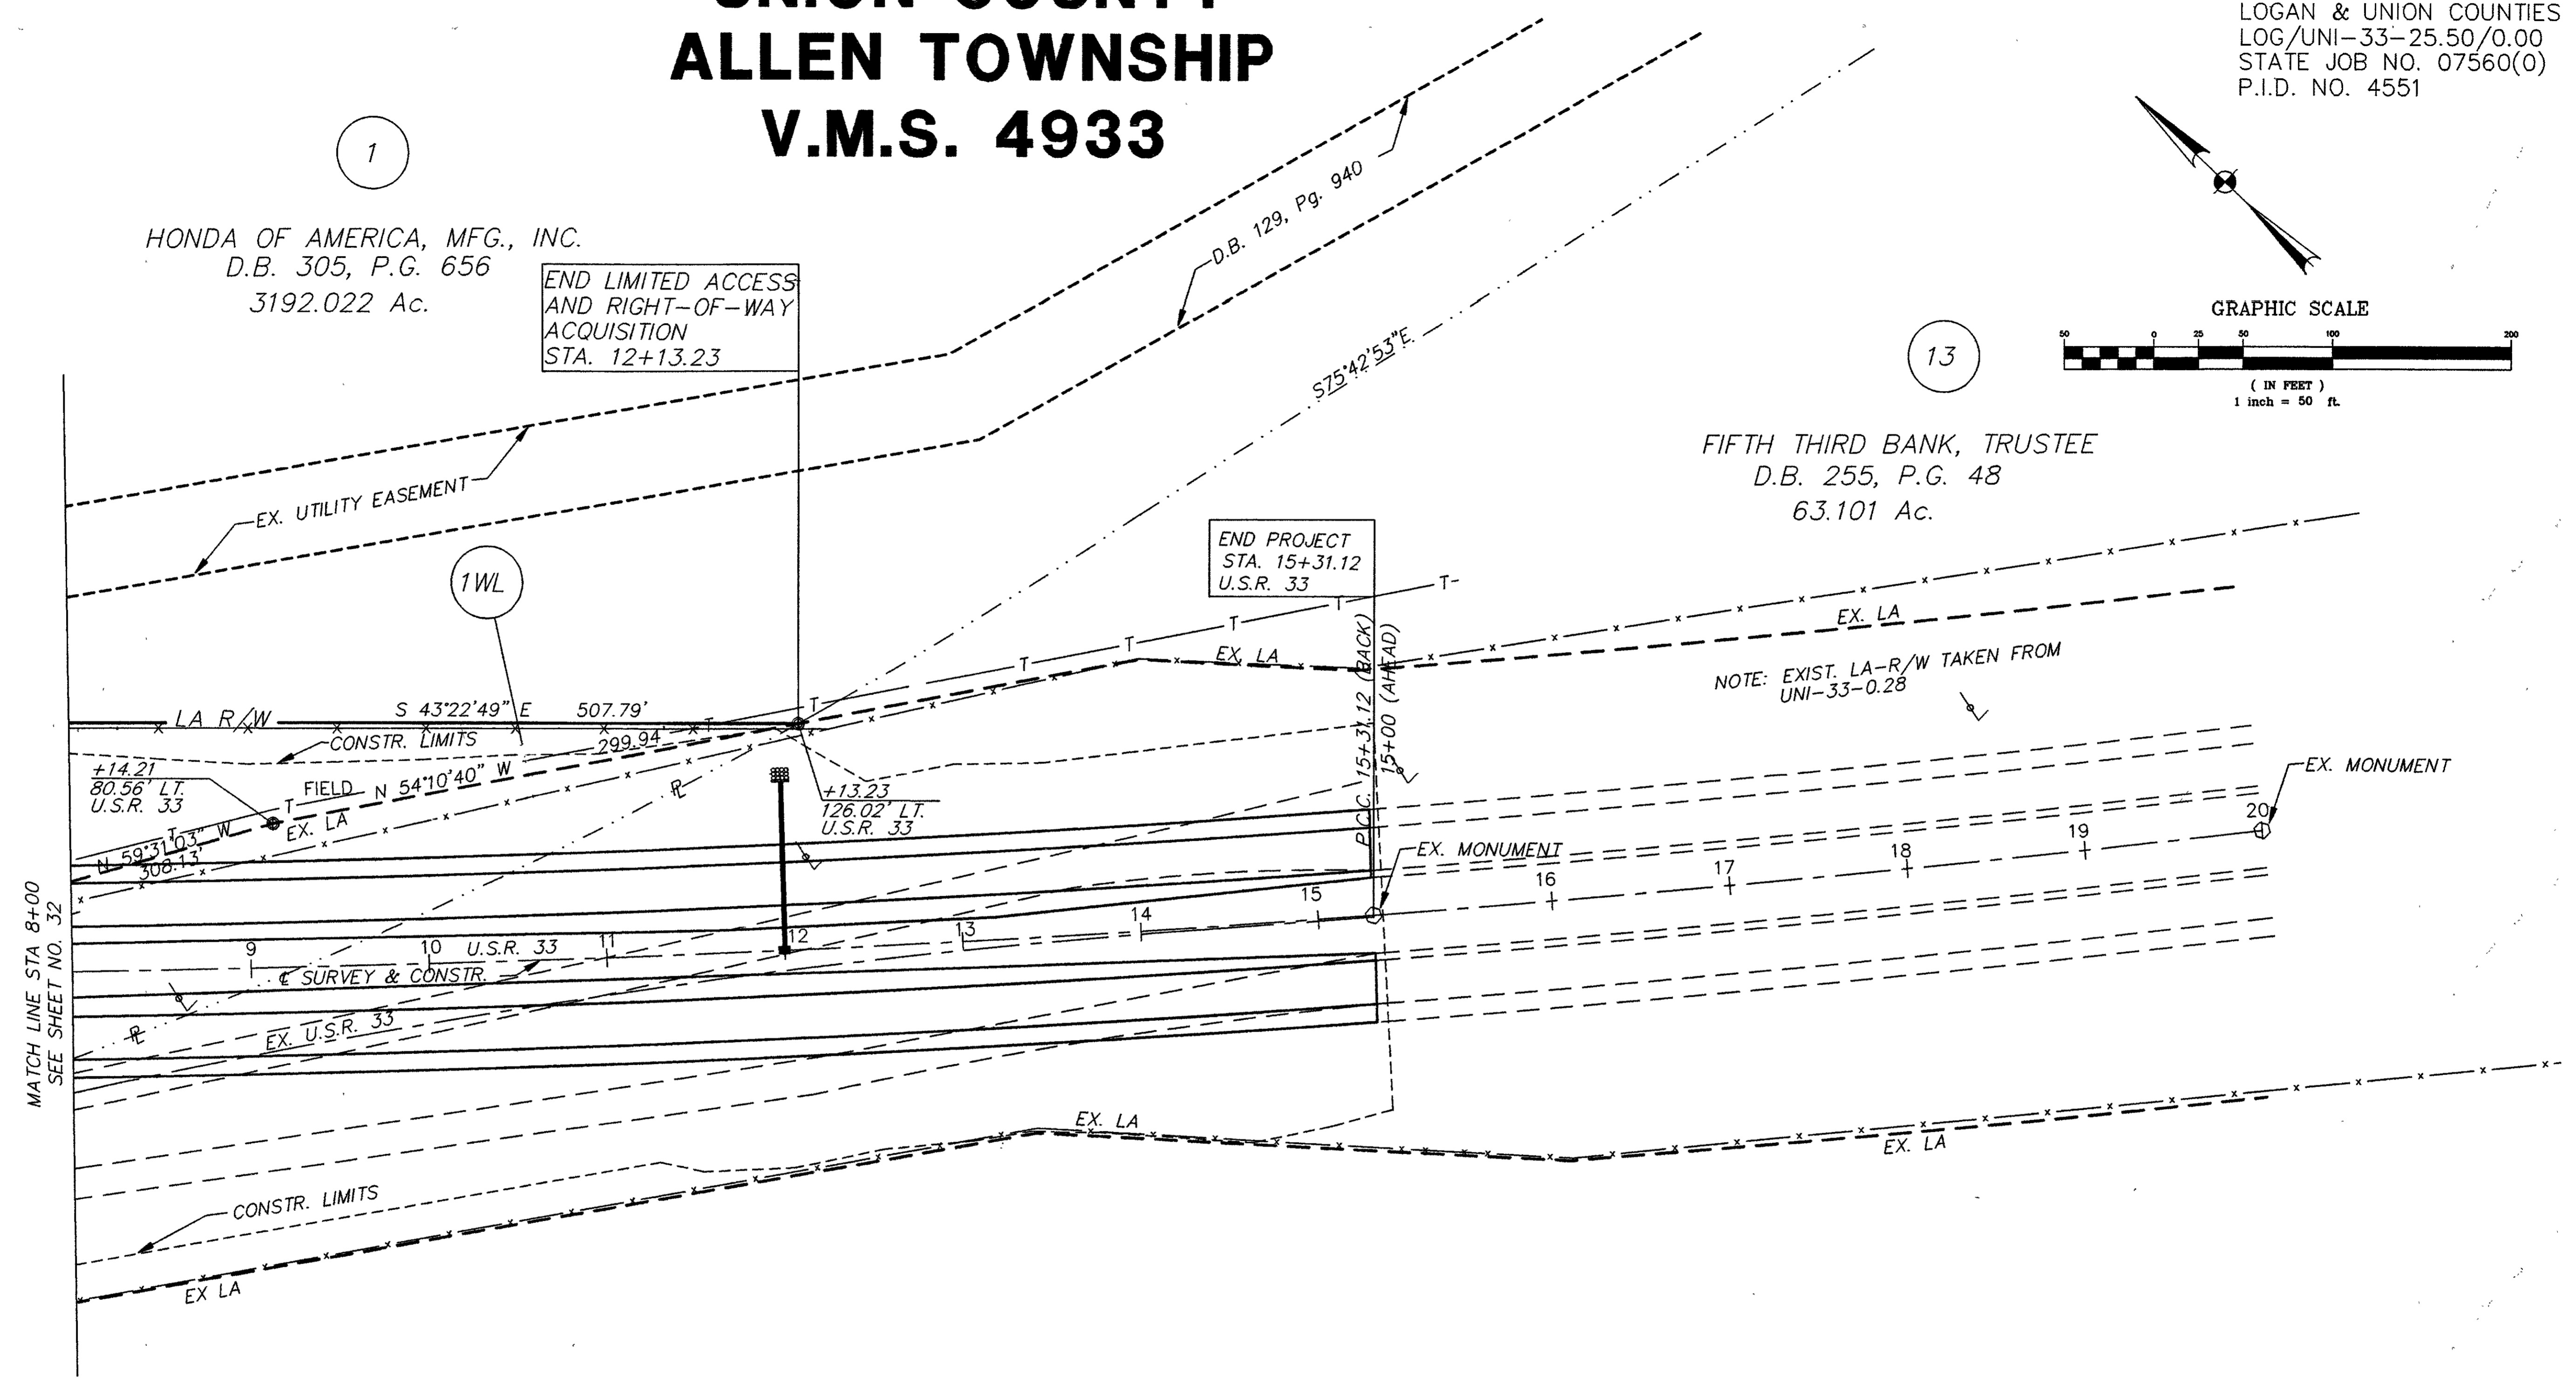 ALLEN TOWNSHIP
V.M.S. 4933
LOGAN & UNION COUNTIES
LOG/UNI-33-25.50/0.00
STATE JOB NO. 07560(0)
P.I.D. NO. 4551
1
HONDA OF AMERICA, MFG., INC.
D.B. 305, P.G. 656
3192.022 Ac.
END LIMITED ACCESS
AND RIGHT-OF-WAY
ACQUISITION
STA. 12+13.23
D.B. 129, Pg. 940
S75°42'53"E
GRAPHIC SCALE
50 0 25 50 100 200
( IN FEET )
1 inch = 50 ft.
13
FIFTH THIRD BANK, TRUSTEE
D.B. 255, P.G. 48
63.101 Ac.
EX. UTILITY EASEMENT
1WL
END PROJECT
STA. 15+31.12
U.S.R. 33
T T T T T T T-
EX. LA
EX. LA
NOTE: EXIST. LA-R/W TAKEN FROM
UNI-33-0.28
P.C.C. 15+31.12 (BACK)
15+00 (AHEAD)
LA R/W
S 43°22'49" E 507.79'
CONSTR. LIMITS
299.94
+14.21
80.56' LT.
U.S.R. 33
FIELD N 54°10'40" W
T
EX. LA
T
N 59°31'03" W
308.13'
+13.23
126.02' LT.
U.S.R. 33
EX. MONUMENT
EX. MONUMENT
9 10 11 12 13 14 15 16 17 18 19 20
U.S.R. 33
℄ SURVEY & CONSTR.
EX. U.S.R. 33
MATCH LINE STA 8+00
SEE SHEET NO. 32
CONSTR. LIMITS
EX LA
EX. LA
EX. LA